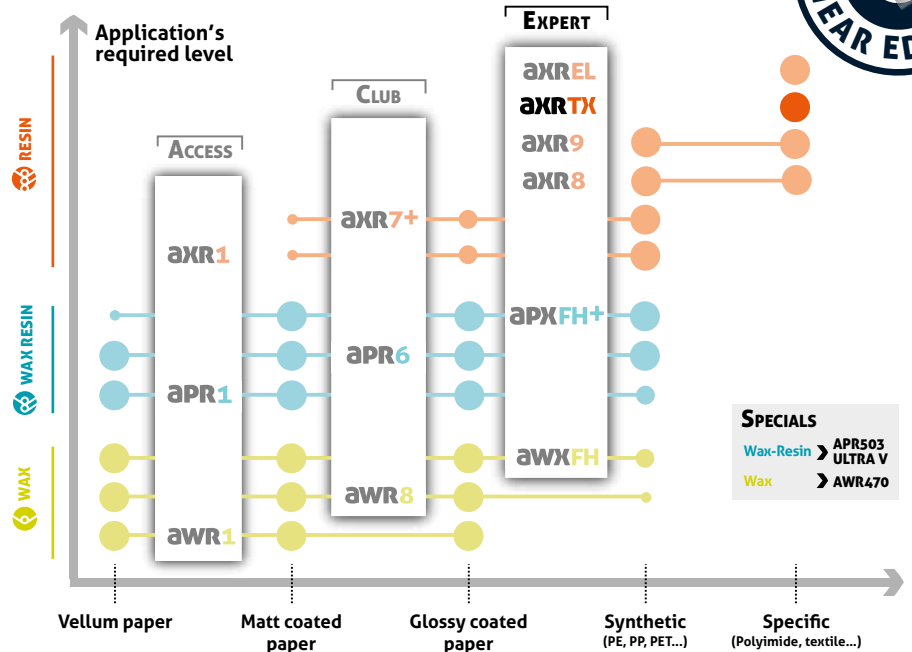 YEAR ED
Application's
required level
EXPERT
CLUB
ACCESS
aXREL
aXRTX
aXR9
aXR8
aXR7+
aXR1
aPXFH+
aPR6
aPR1
aWXFH
aWR8
aWR1
RESIN
WAX RESIN
WAX
SPECIALS
Wax-Resin APR503
ULTRA V
Wax AWR470
Vellum paper
Matt coated
paper
Glossy coated
paper
Synthetic
(PE, PP, PET...)
Specific
(Polyimide, textile...)